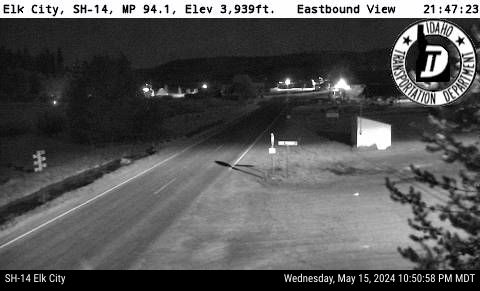 Elk City, SH-14, MP 94.1, Elev 3,939ft. Eastbound View 21:47:23
IDAHO
TRANSPORTATION DEPARTMENT
SH-14 Elk City Wednesday, May 15, 2024 10:50:58 PM MDT